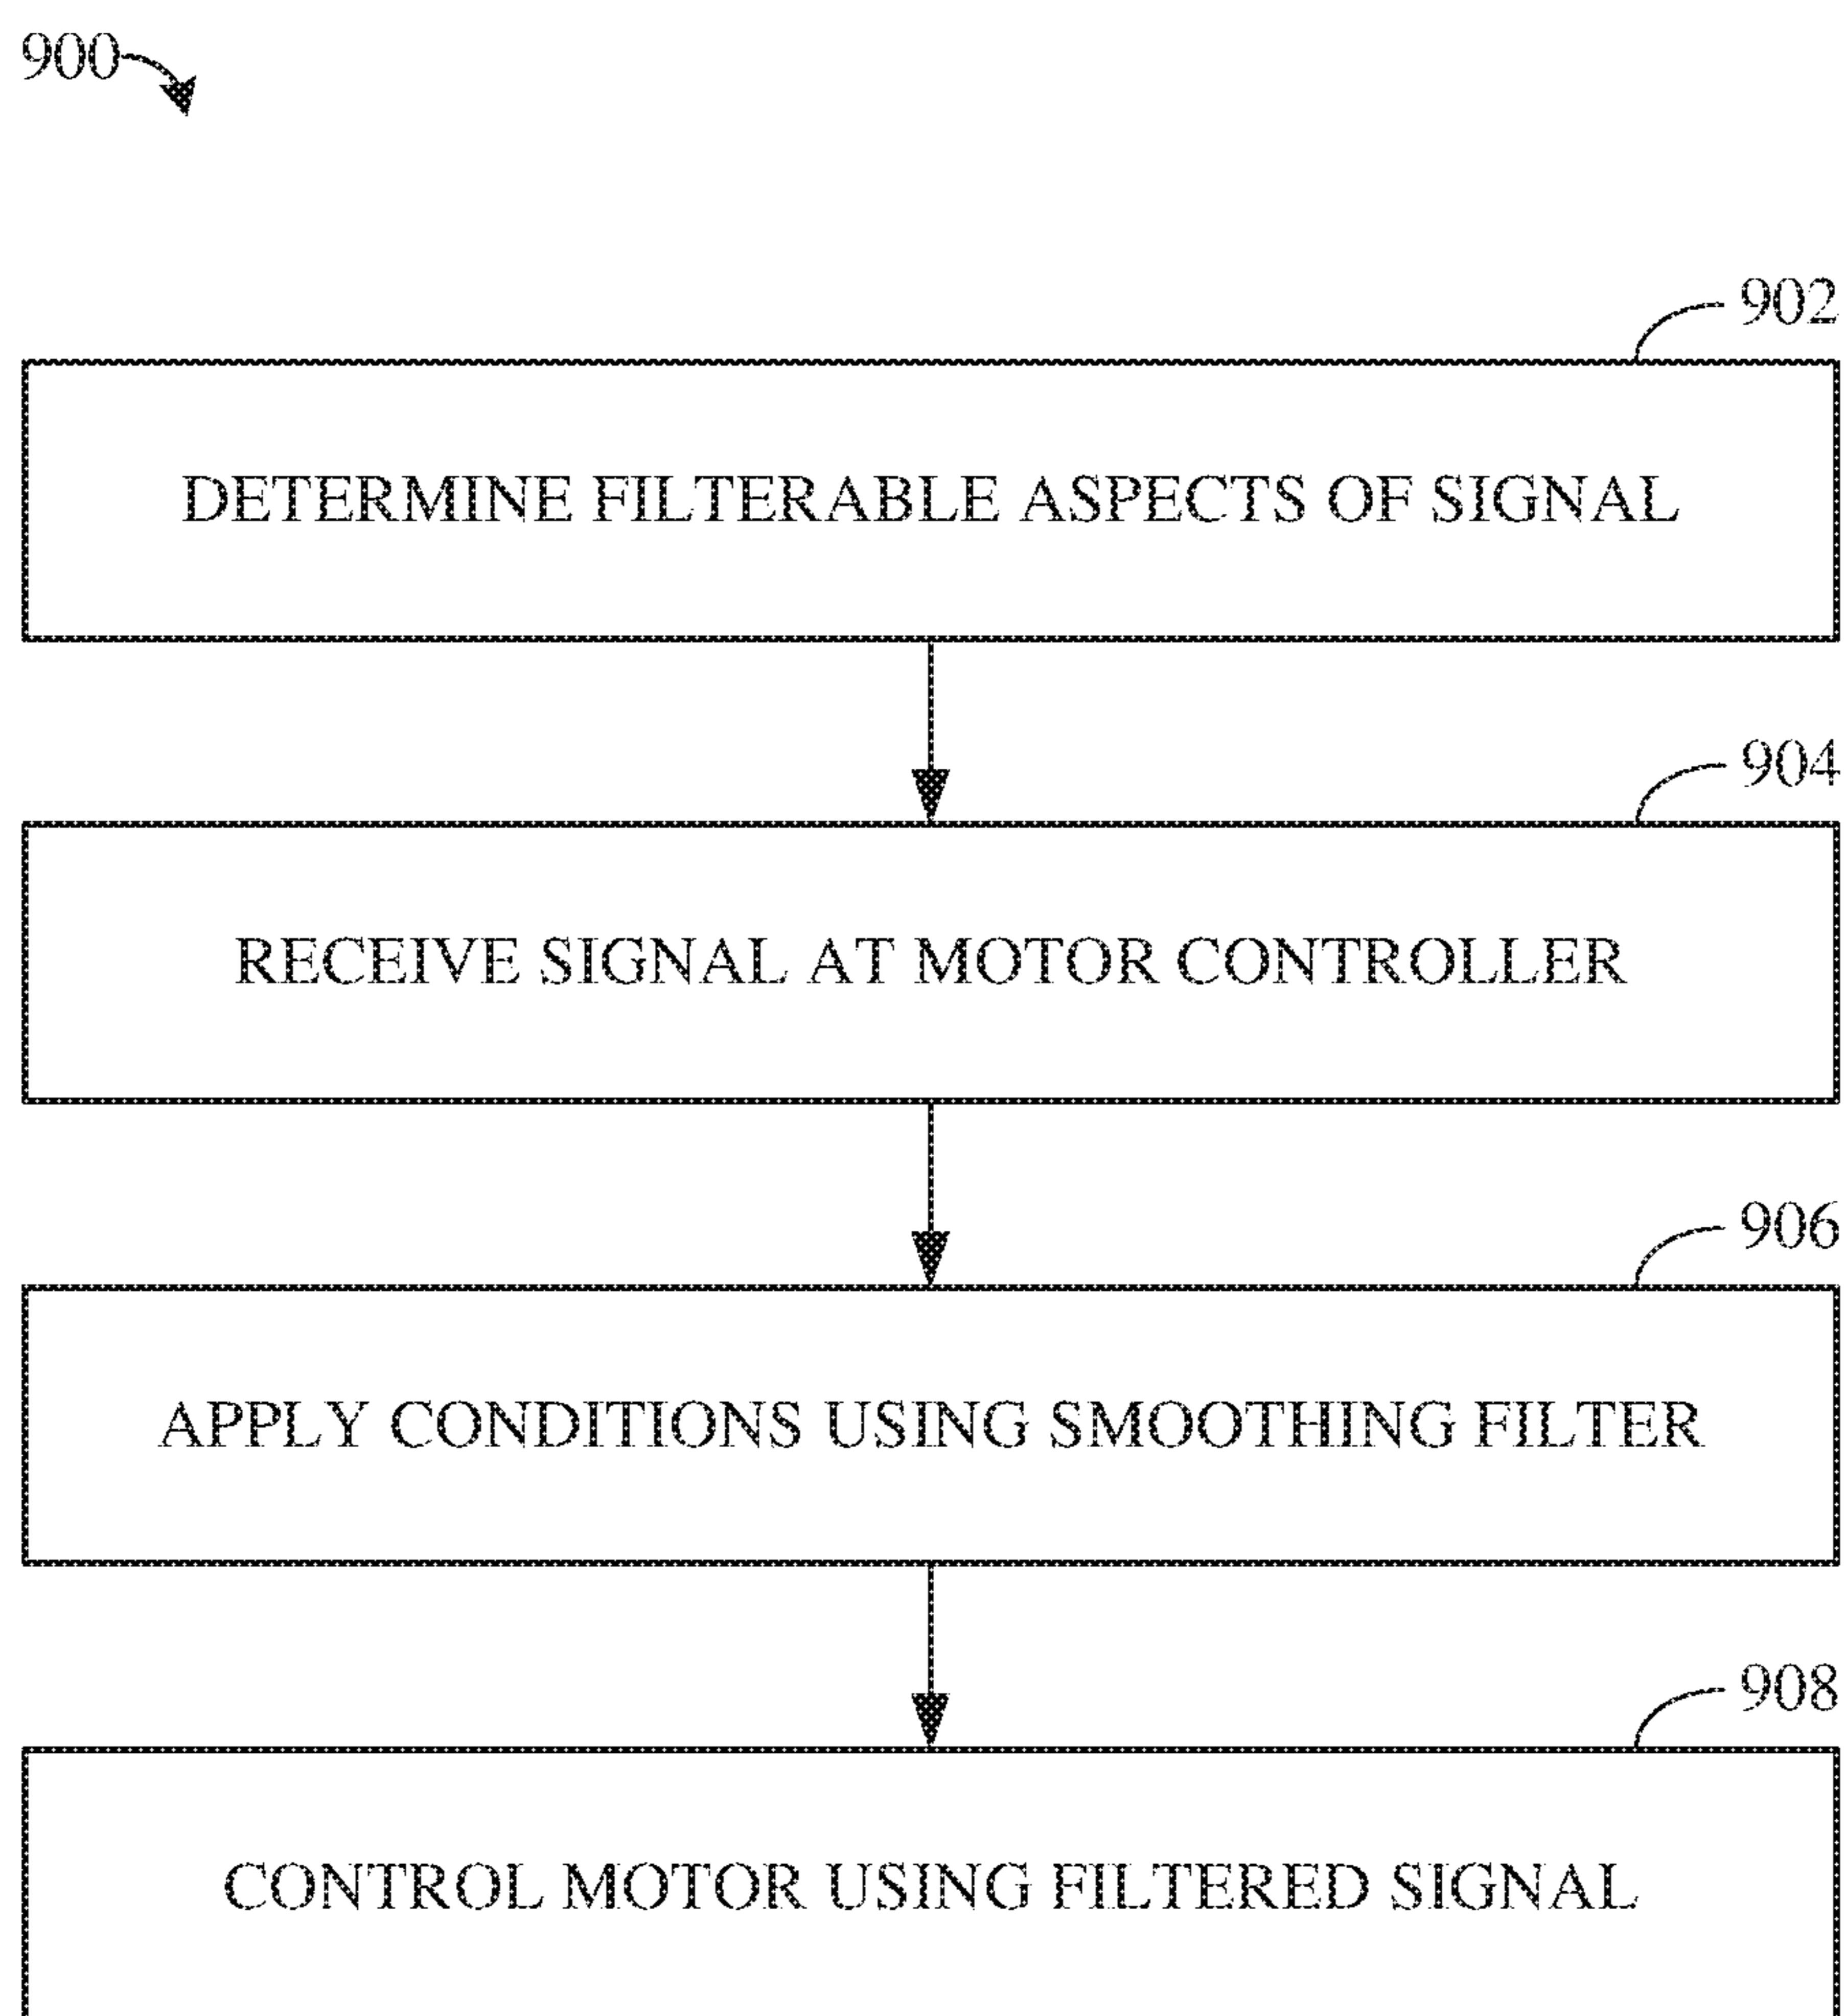 900
902
DETERMINE FILTERABLE ASPECTS OF SIGNAL
904
RECEIVE SIGNAL AT MOTOR CONTROLLER
906
APPLY CONDITIONS USING SMOOTHING FILTER
908
CONTROL MOTOR USING FILTERED SIGNAL